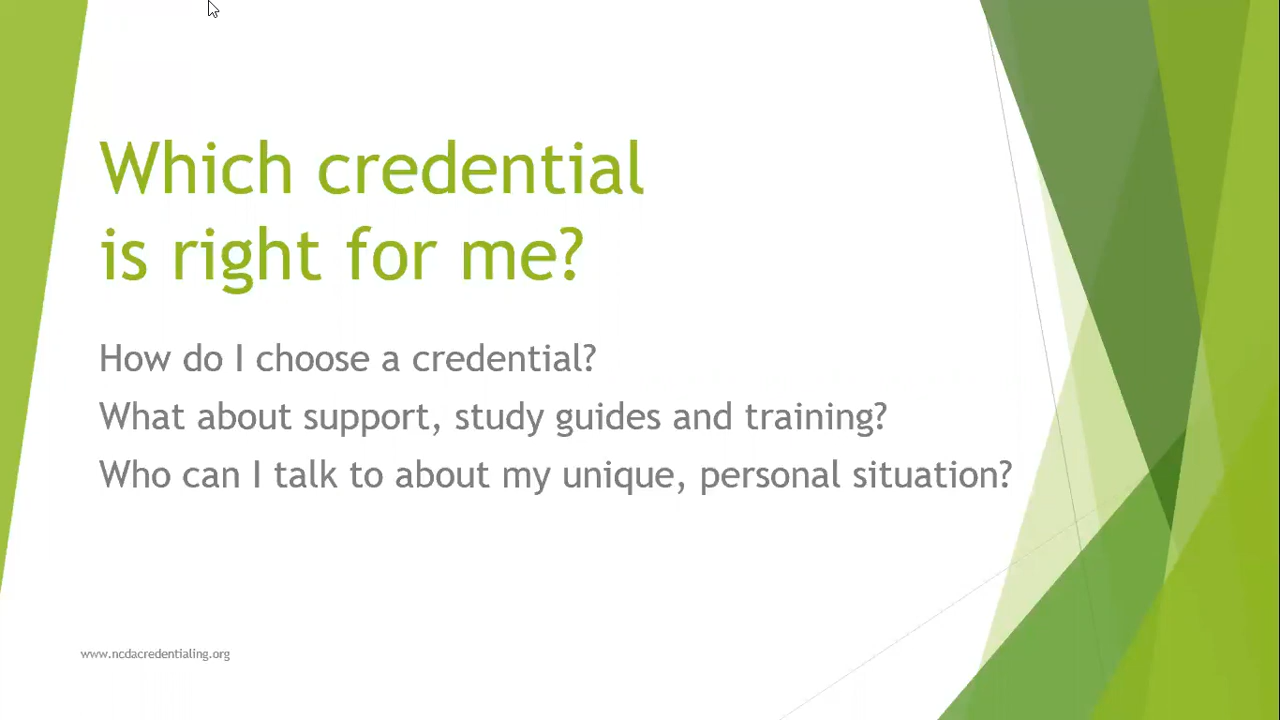 Which credential
is right for me?
How do I choose a credential?
What about support, study guides and training?
Who can I talk to about my unique, personal situation?
www.ncdacredentialing.org